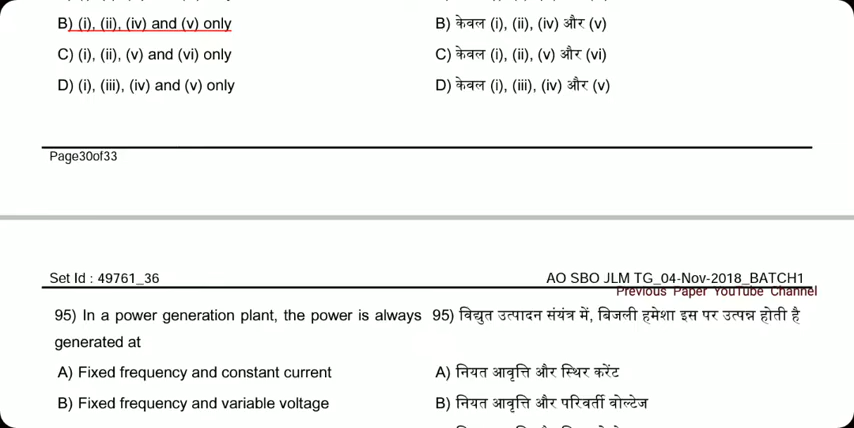 B) (i), (ii), (iv) and (v) only
B) केवल (i), (ii), (iv) और (v)
C) (i), (ii), (v) and (vi) only
C) केवल (i), (ii), (v) और (vi)
D) (i), (iii), (iv) and (v) only
D) केवल (i), (iii), (iv) और (v)
Page30of33
Set Id : 49761_36
AO SBO JLM TG_04-Nov-2018_BATCH1
Previous Paper YouTube Channel
95) In a power generation plant, the power is always
generated at
95) विद्युत उत्पादन संयंत्र में, बिजली हमेशा इस पर उत्पन्न होती है
A) Fixed frequency and constant current
A) नियत आवृत्ति और स्थिर करेंट
B) Fixed frequency and variable voltage
B) नियत आवृत्ति और परिवर्ती वोल्टेज